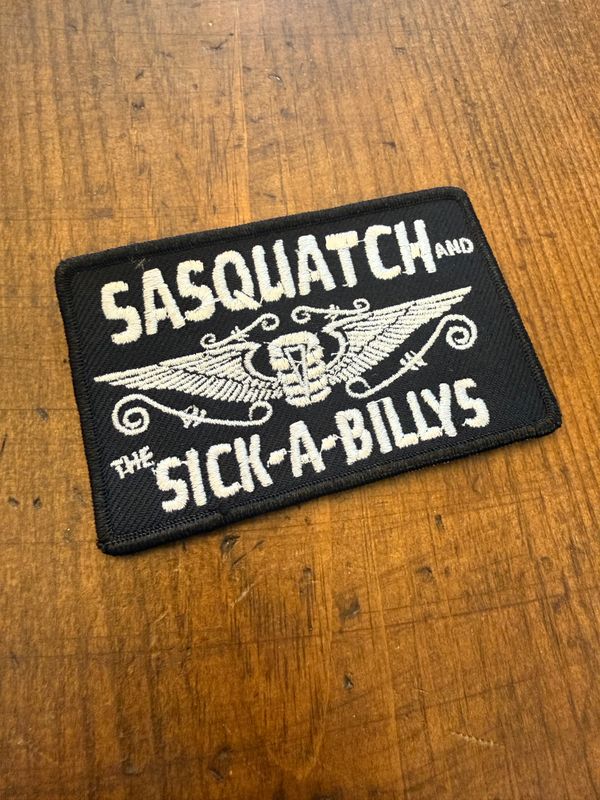 SASQUATCH AND
THE SICK-A-BILLYS